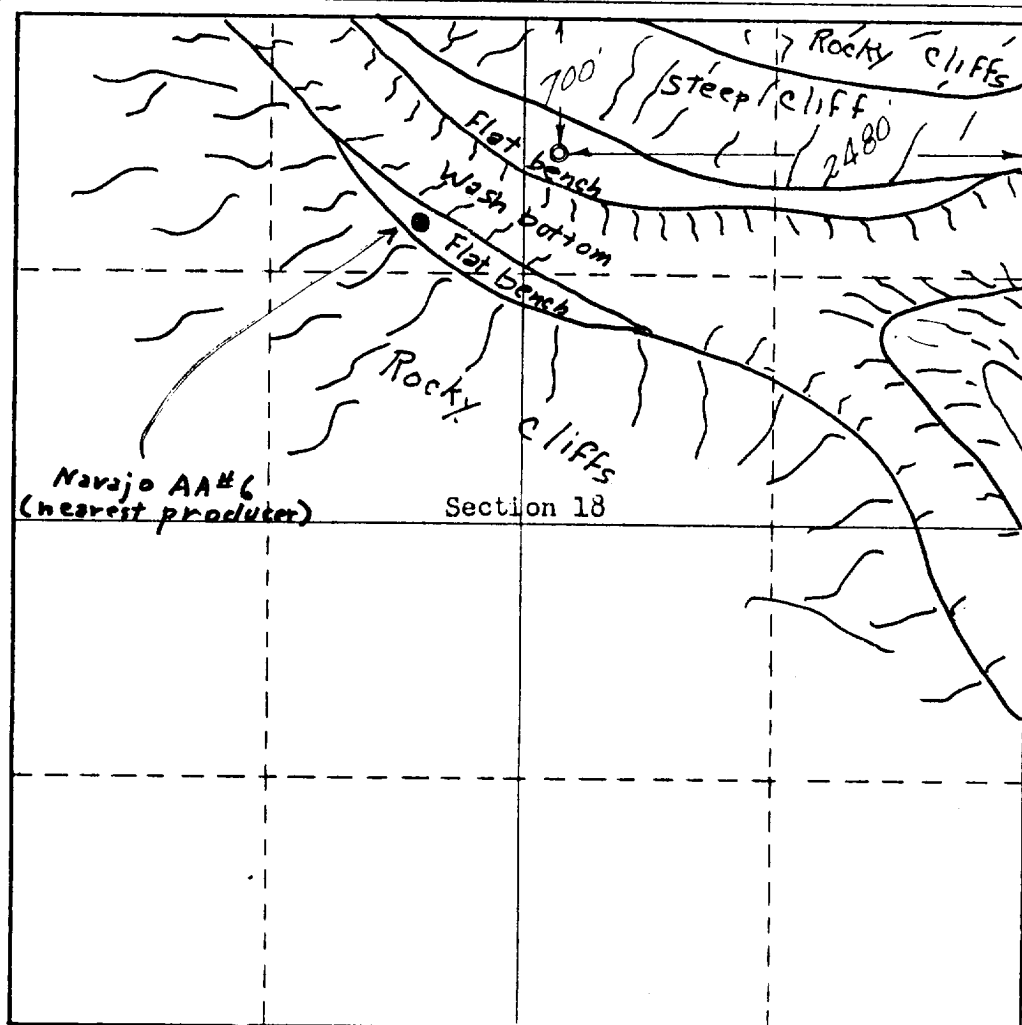 Rocky Cliffs
steep cliff
700'
2480'
Flat
bench
Wash bottom
Flat bench
Rocky Cliffs
Navajo AA#6
(nearest producer)
Section 18